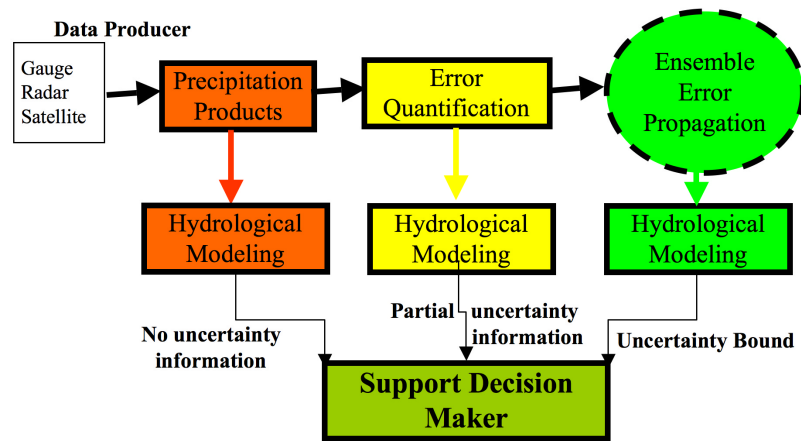 Data Producer
Gauge
Radar
Satellite
Precipitation
Products
Error
Quantification
Ensemble
Error
Propagation
Hydrological
Modeling
Hydrological
Modeling
Hydrological
Modeling
No uncertainty
information
Partial uncertainty
information
Uncertainty Bound
Support Decision
Maker